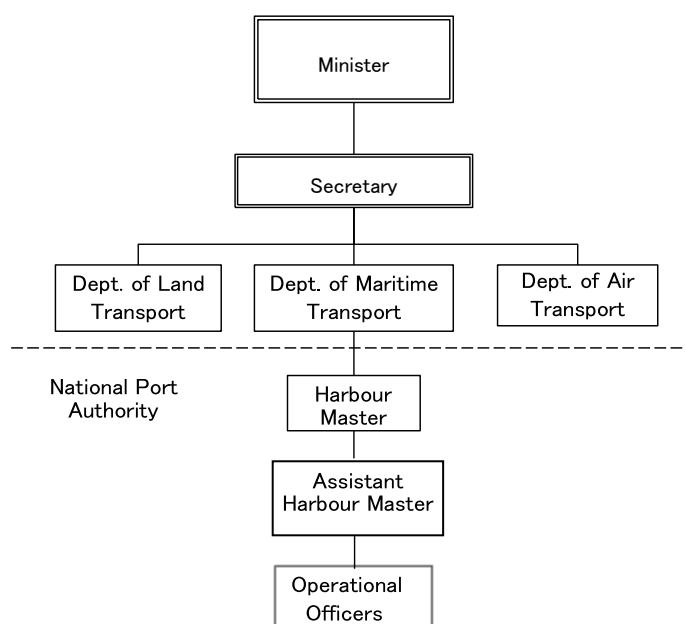 Minister
Secretary
Dept. of Land
Transport
Dept. of Maritime
Transport
Dept. of Air
Transport
National Port
Authority
Harbour
Master
Assistant
Harbour Master
Operational
Officers